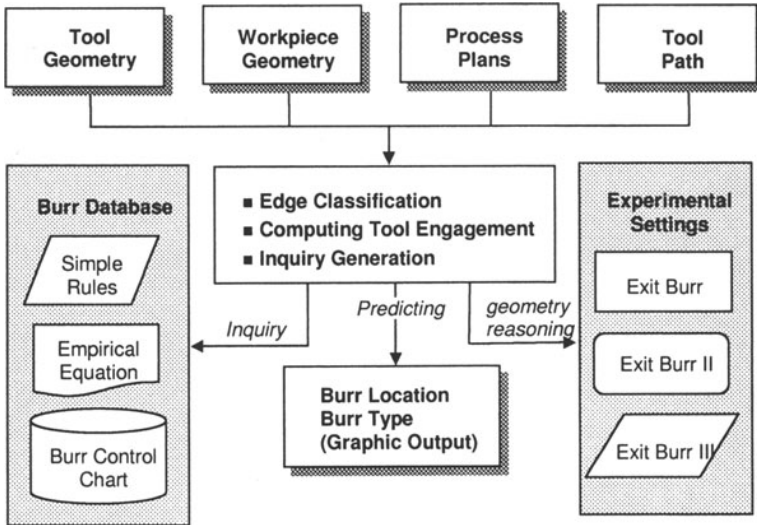 Tool
Geometry
Workpiece
Geometry
Process
Plans
Tool
Path
Burr Database
Simple
Rules
Empirical
Equation
Burr Control
Chart
■ Edge Classification
■ Computing Tool Engagement
■ Inquiry Generation
Inquiry
Predicting
geometry
reasoning
Burr Location
Burr Type
(Graphic Output)
Experimental
Settings
Exit Burr
Exit Burr II
Exit Burr III